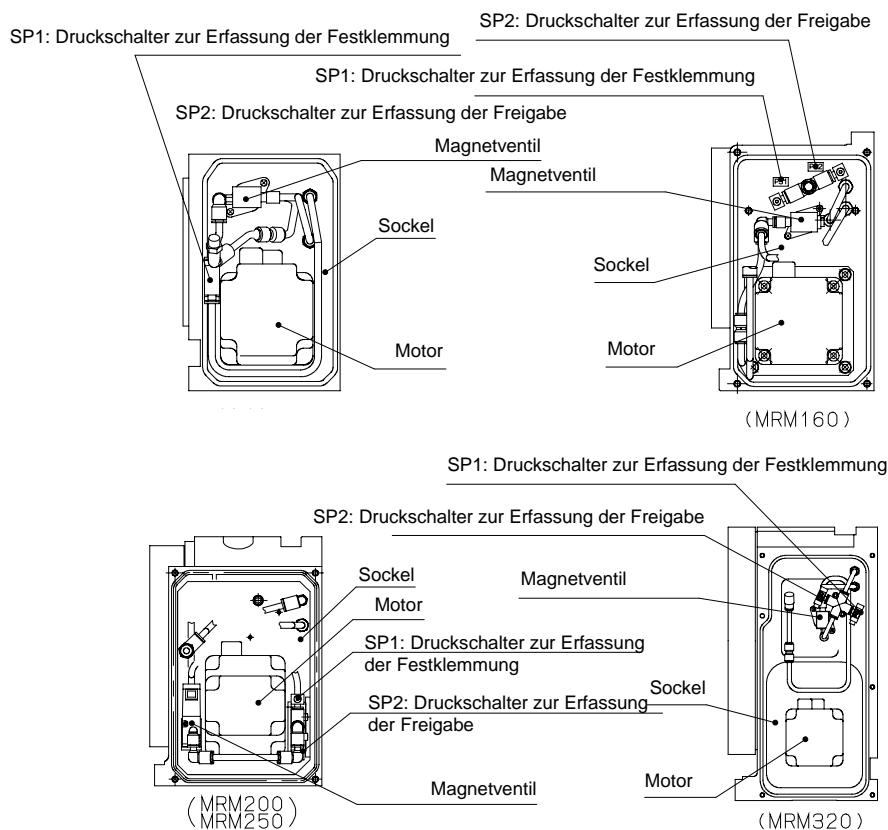 SP2: Druckschalter zur Erfassung der Freigabe
SP1: Druckschalter zur Erfassung der Festklemmung
SP1: Druckschalter zur Erfassung der Festklemmung
SP2: Druckschalter zur Erfassung der Freigabe
Magnetventil
Sockel
Motor
Magnetventil
Sockel
Motor
(MRM160)
SP1: Druckschalter zur Erfassung der Festklemmung
SP2: Druckschalter zur Erfassung der Freigabe
Sockel
Motor
SP1: Druckschalter zur Erfassung
der Festklemmung
SP2: Druckschalter zur Erfassung
der Freigabe
Magnetventil
(MRM200
MRM250)
Magnetventil
Sockel
Motor
(MRM320)